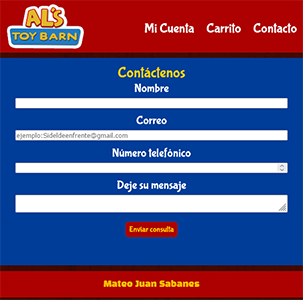 AL'S
TOY BARN
Mi Cuenta Carrito Contacto
Contáctenos
Nombre
Correo
ejemplo:Sideldeenfrente@gmail.com
Número telefónico
Deje su mensaje
Enviar consulta
Mateo Juan Sabanes